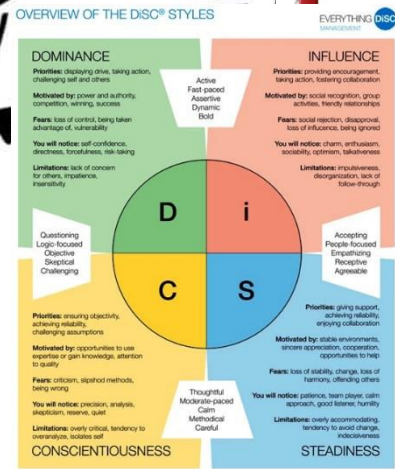 OVERVIEW OF THE DiSC® STYLES
EVERYTHING DiSC
MANAGEMENT
DOMINANCE
Priorities: displaying drive, taking action,
challenging self and others
Motivated by: power and authority,
competition, winning, success
Fears: loss of control, being taken
advantage of, vulnerability
You will notice: self-confidence,
directness, forcefulness, risk-taking
Limitations: lack of concern
for others, impatience,
insensitivity
Active
Fast-paced
Assertive
Dynamic
Bold
INFLUENCE
Priorities: providing encouragement,
taking action, fostering collaboration
Motivated by: social recognition, group
activities, friendly relationships
Fears: social rejection, disapproval,
loss of influence, being ignored
You will notice: charm, enthusiasm,
sociability, optimism, talkativeness
Limitations: impulsiveness,
disorganization, lack of
follow-through
D
i
C
S
Questioning
Logic-focused
Objective
Skeptical
Challenging
Accepting
People-focused
Empathizing
Receptive
Agreeable
Priorities: ensuring objectivity,
achieving reliability,
challenging assumptions
Motivated by: opportunities to use
expertise or gain knowledge, attention
to quality
Fears: criticism, slipshod methods,
being wrong
You will notice: precision, analysis,
skepticism, reserve, quiet
Limitations: overly critical, tendency to
overanalyze, isolates self
CONSCIENTIOUSNESS
Thoughtful
Moderate-paced
Calm
Methodical
Careful
Priorities: giving support,
achieving reliability,
enjoying collaboration
Motivated by: stable environments,
sincere appreciation, cooperation,
opportunities to help
Fears: loss of stability, change, loss of
harmony, offending others
You will notice: patience, team player, calm
approach, good listener, humility
Limitations: overly accommodating,
tendency to avoid change,
indecisiveness
STEADINESS